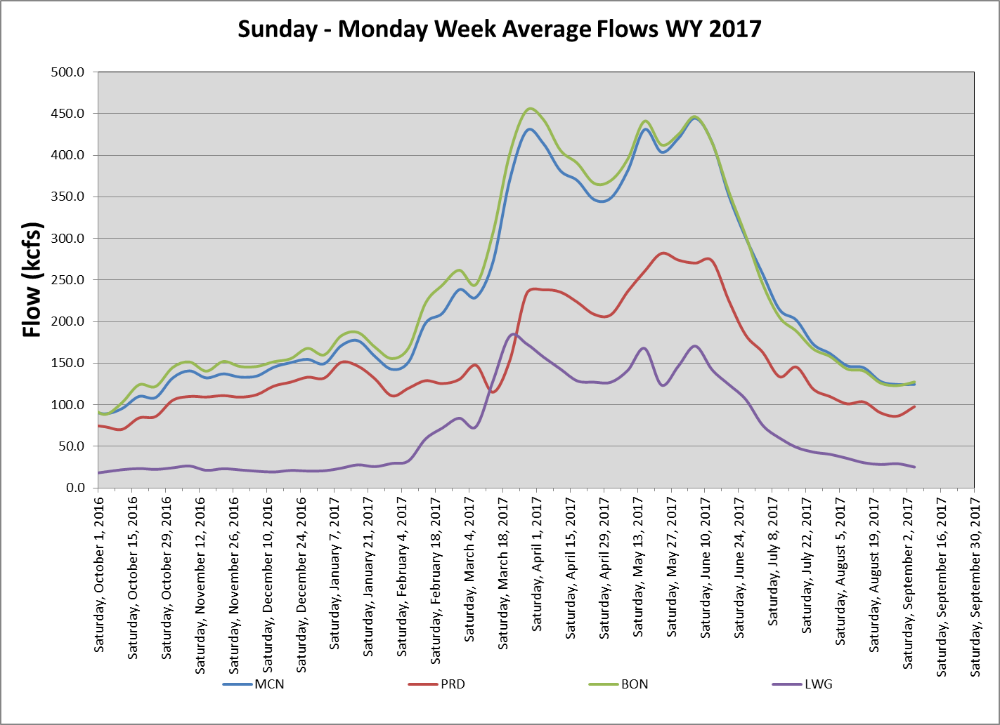 Sunday - Monday Week Average Flows WY 2017
Flow (kcfs)
500.0
450.0
400.0
350.0
300.0
250.0
200.0
150.0
100.0
50.0
0.0
Saturday, October 1, 2016
Saturday, October 15, 2016
Saturday, October 29, 2016
Saturday, November 12, 2016
Saturday, November 26, 2016
Saturday, December 10, 2016
Saturday, December 24, 2016
Saturday, January 7, 2017
Saturday, January 21, 2017
Saturday, February 4, 2017
Saturday, February 18, 2017
Saturday, March 4, 2017
Saturday, March 18, 2017
Saturday, April 1, 2017
Saturday, April 15, 2017
Saturday, April 29, 2017
Saturday, May 13, 2017
Saturday, May 27, 2017
Saturday, June 10, 2017
Saturday, June 24, 2017
Saturday, July 8, 2017
Saturday, July 22, 2017
Saturday, August 5, 2017
Saturday, August 19, 2017
Saturday, September 2, 2017
Saturday, September 16, 2017
Saturday, September 30, 2017
MCN
PRD
BON
LWG